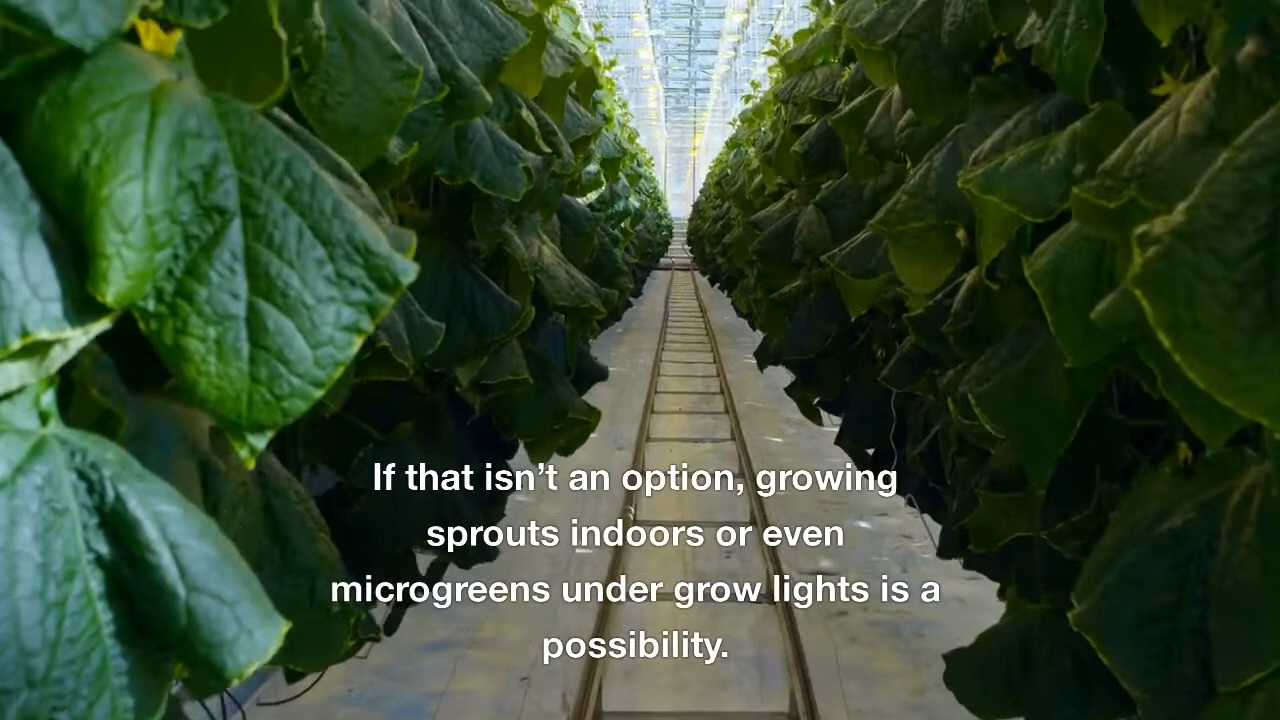 If that isn’t an option, growing
sprouts indoors or even
microgreens under grow lights is a
possibility.